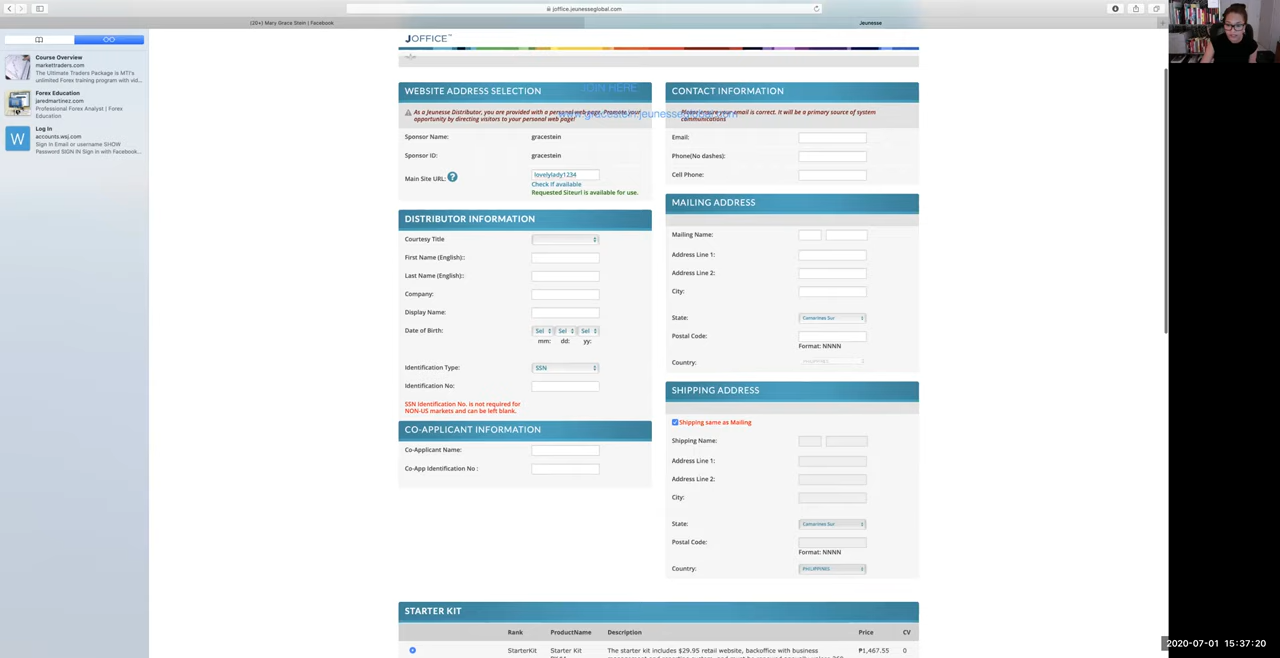 joffice.jeunesseglobal.com
(20+) Mary Grace Stein | Facebook
Jeunesse
Course Overview
markettraders.com
The Ultimate Traders Package is MTI's
unlimited Forex training program with vid...
Forex Education
jaredmartinez.com
Professional Forex Analyst | Forex
Education
W
Log In
accounts.wsj.com
Sign In Email or username SHOW
Password SIGN IN Sign in with Facebook...
JOFFICE™
WEBSITE ADDRESS SELECTION
JOIN HERE
As a Jeunesse Distributor, you are provided with a personal web page. Promote your
opportunity by directing visitors to your personal web page!
Sponsor Name: gracestein
Sponsor ID: gracestein
Main Site URL: ? lovelylady1234
Check if available
Requested Siteurl is available for use.
DISTRIBUTOR INFORMATION
Courtesy Title
First Name (English)::
Last Name (English)::
Company:
Display Name:
Date of Birth: Sel Sel Sel
mm: dd: yy:
Identification Type: SSN
Identification No:
SSN Identification No. is not required for
NON-US markets and can be left blank.
CO-APPLICANT INFORMATION
Co-Applicant Name:
Co-App Identification No :
CONTACT INFORMATION
Please ensure your email is correct. It will be a primary source of system
communications
Email:
Phone(No dashes):
Cell Phone:
MAILING ADDRESS
Mailing Name:
Address Line 1:
Address Line 2:
City:
State: Camarines Sur
Postal Code:
Format: NNNN
Country: PHILIPPINES
SHIPPING ADDRESS
Shipping same as Mailing
Shipping Name:
Address Line 1:
Address Line 2:
City:
State: Camarines Sur
Postal Code:
Format: NNNN
Country: PHILIPPINES
STARTER KIT
Rank ProductName Description Price CV
StarterKit Starter Kit The starter kit includes $29.95 retail website, backoffice with business ₱1,467.55 0
2020-07-01 15:37:20